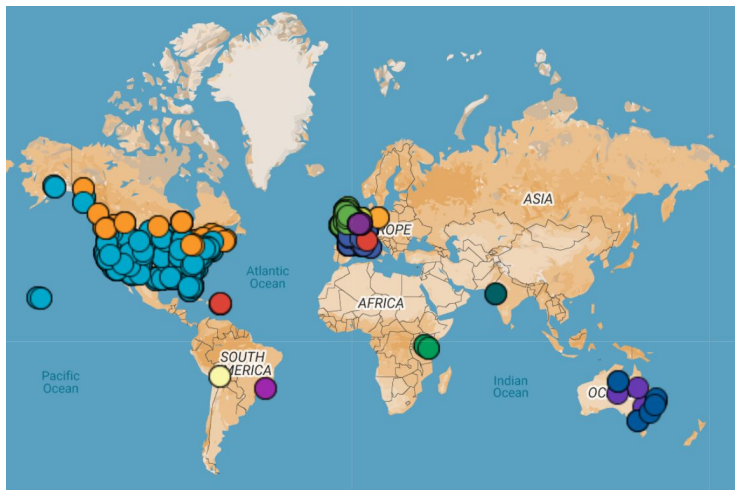 ASIA
ROPE
Atlantic
Ocean
AFRICA
SOUTH
MERICA
Pacific
Ocean
Indian
Ocean
OC